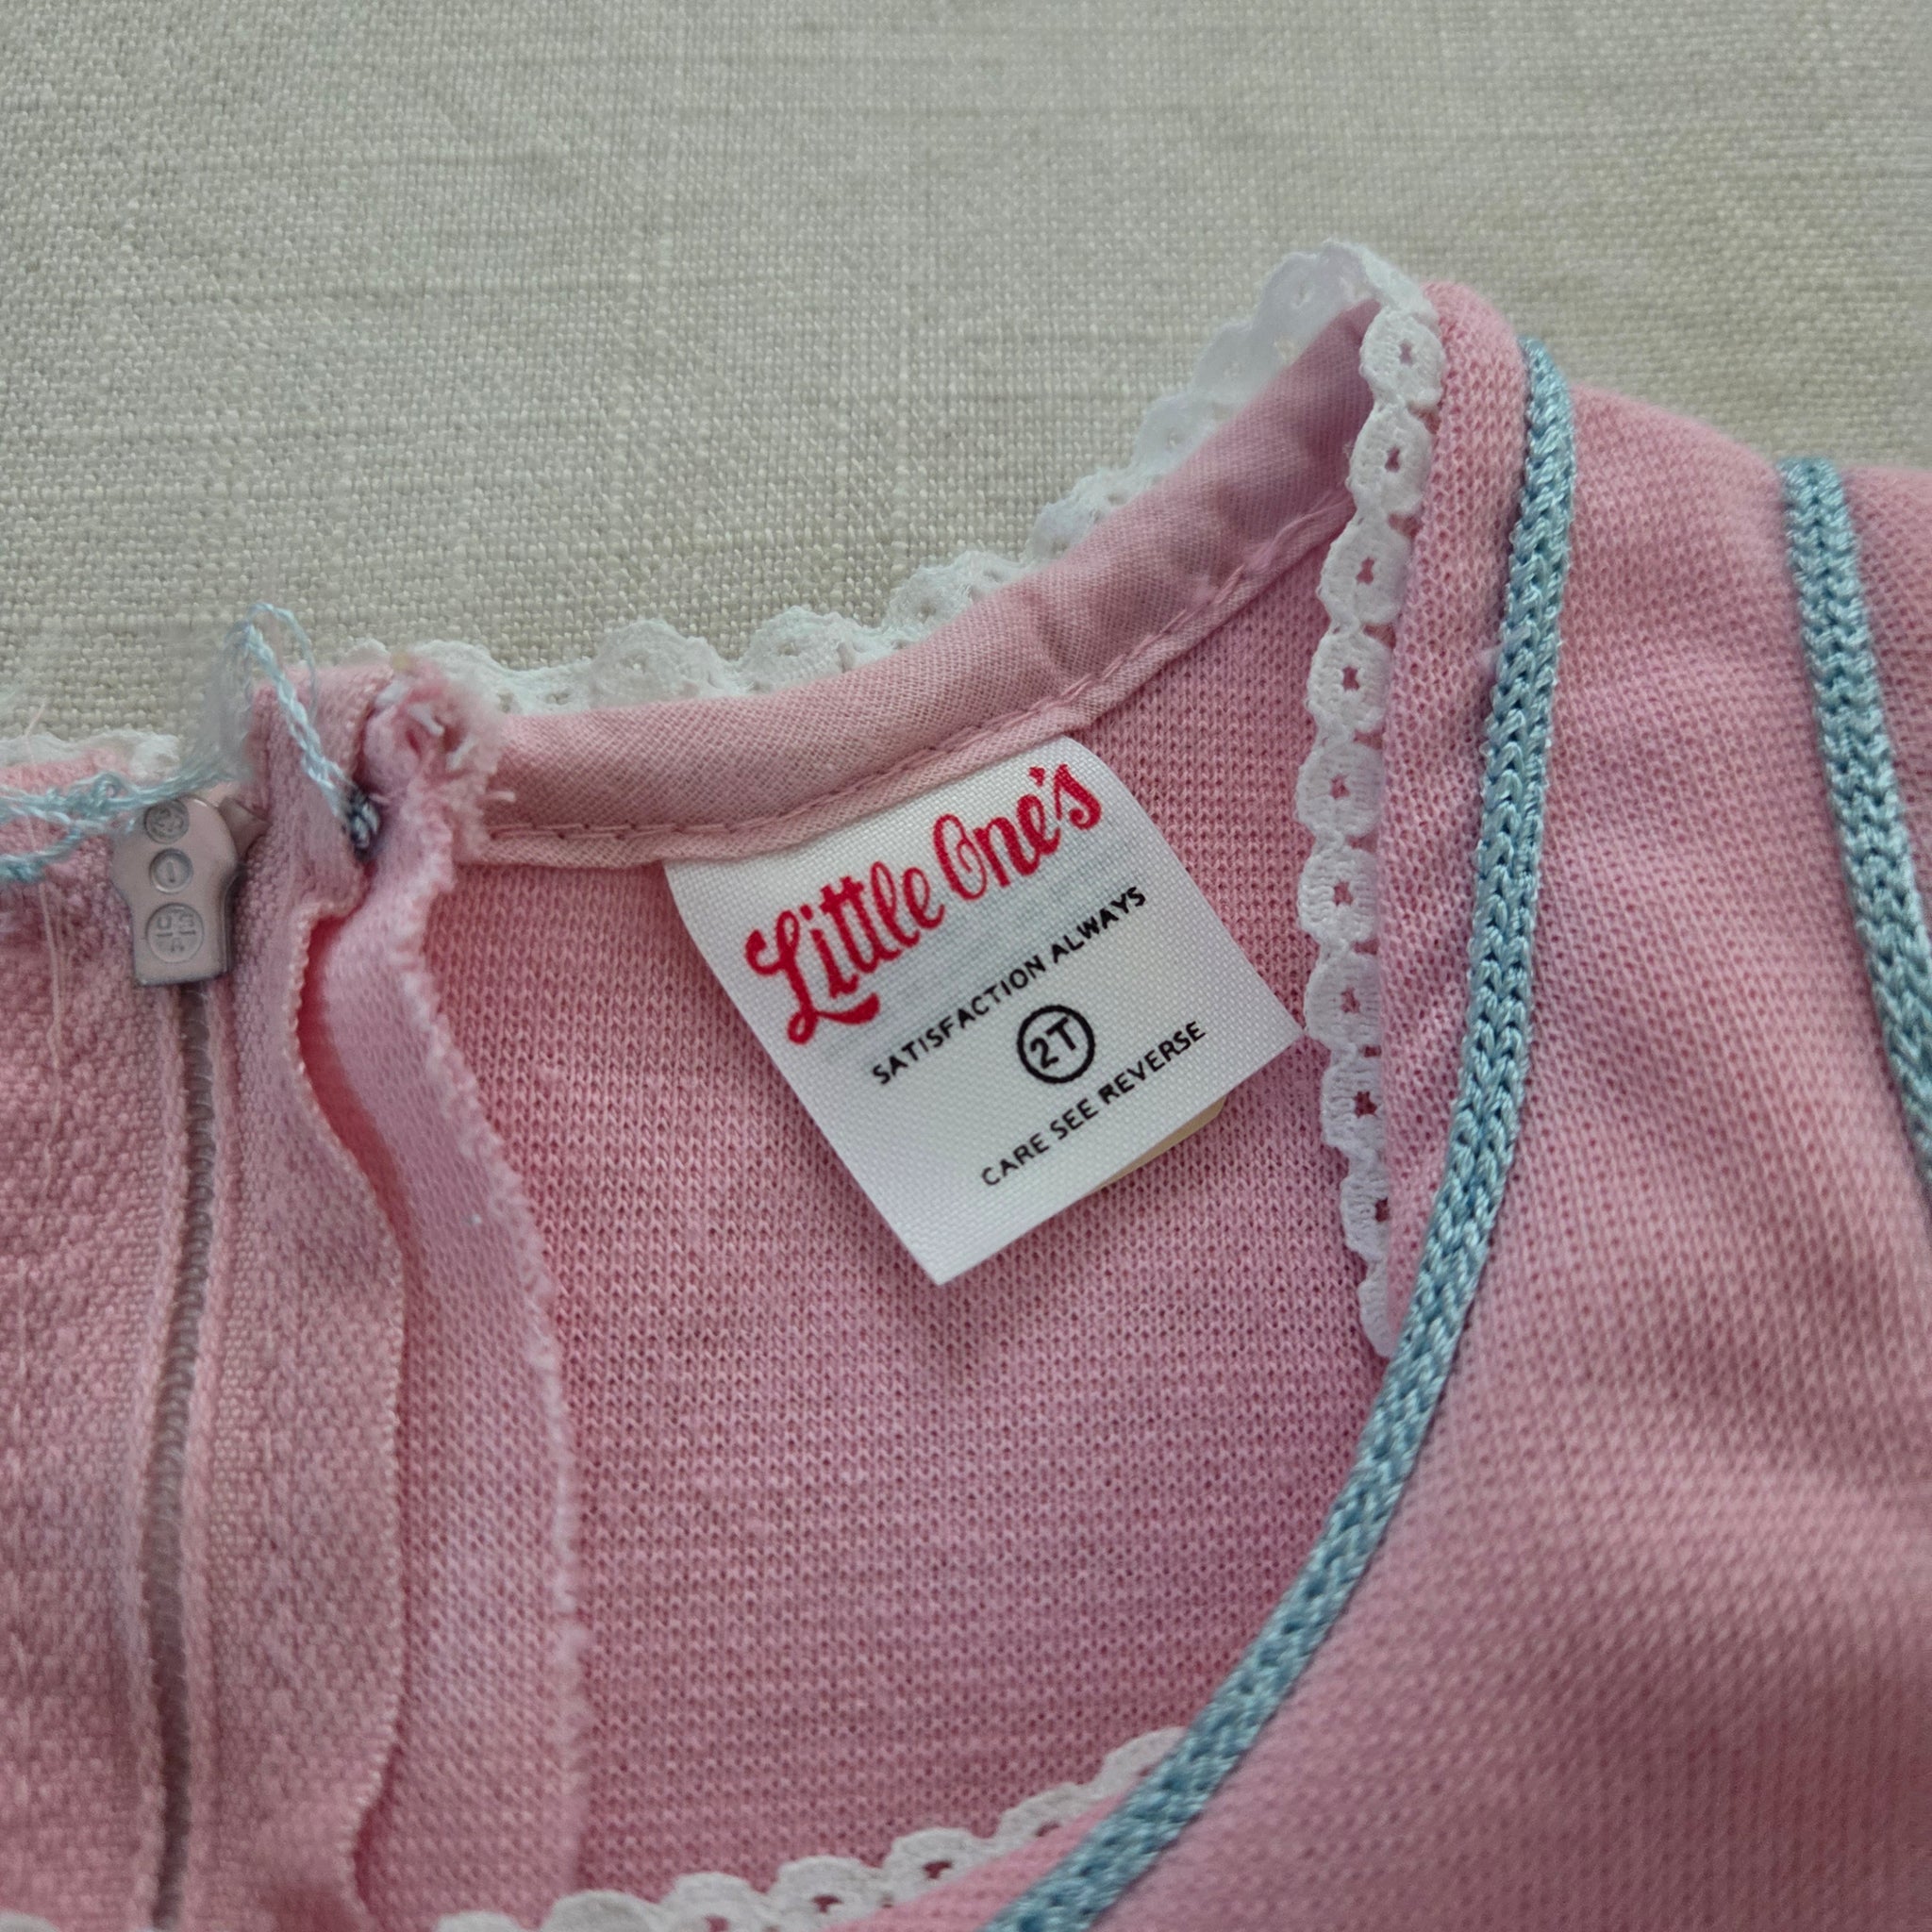 Little One's
SATISFACTION ALWAYS
2T
CARE SEE REVERSE